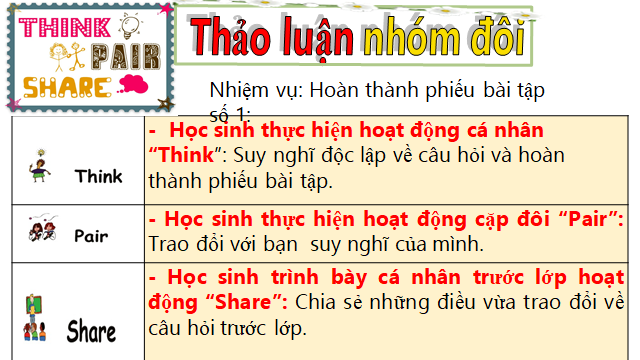 THINK
PAIR
SHARE
Thảo luận nhóm đôi
Nhiệm vụ: Hoàn thành phiếu bài tập
số 1:
Think
- Học sinh thực hiện hoạt động cá nhân
“Think”: Suy nghĩ độc lập về câu hỏi và hoàn
thành phiếu bài tập.
Pair
- Học sinh thực hiện hoạt động cặp đôi “Pair”:
Trao đổi với bạn suy nghĩ của mình.
Share
- Học sinh trình bày cá nhân trước lớp hoạt
động “Share”: Chia sẻ những điều vừa trao đổi về
câu hỏi trước lớp.